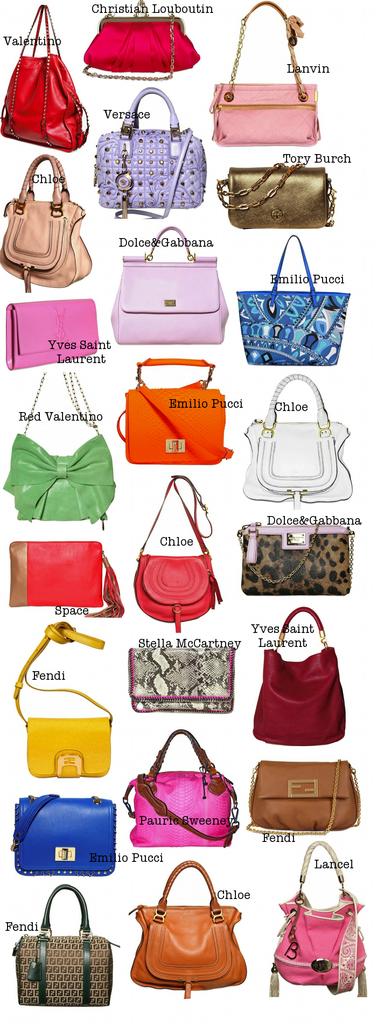 Christian Louboutin
Valentino
Lanvin
Versace
Tory Burch
Chloe
Dolce&Gabbana
Emilio Pucci
Yves Saint
Laurent
Emilio Pucci
Chloe
Red Valentino
Dolce&Gabbana
Chloe
Space
Yves Saint
Laurent
Stella McCartney
Fendi
Pauric Sweeney
Fendi
Emilio Pucci
Lancel
Chloe
Fendi